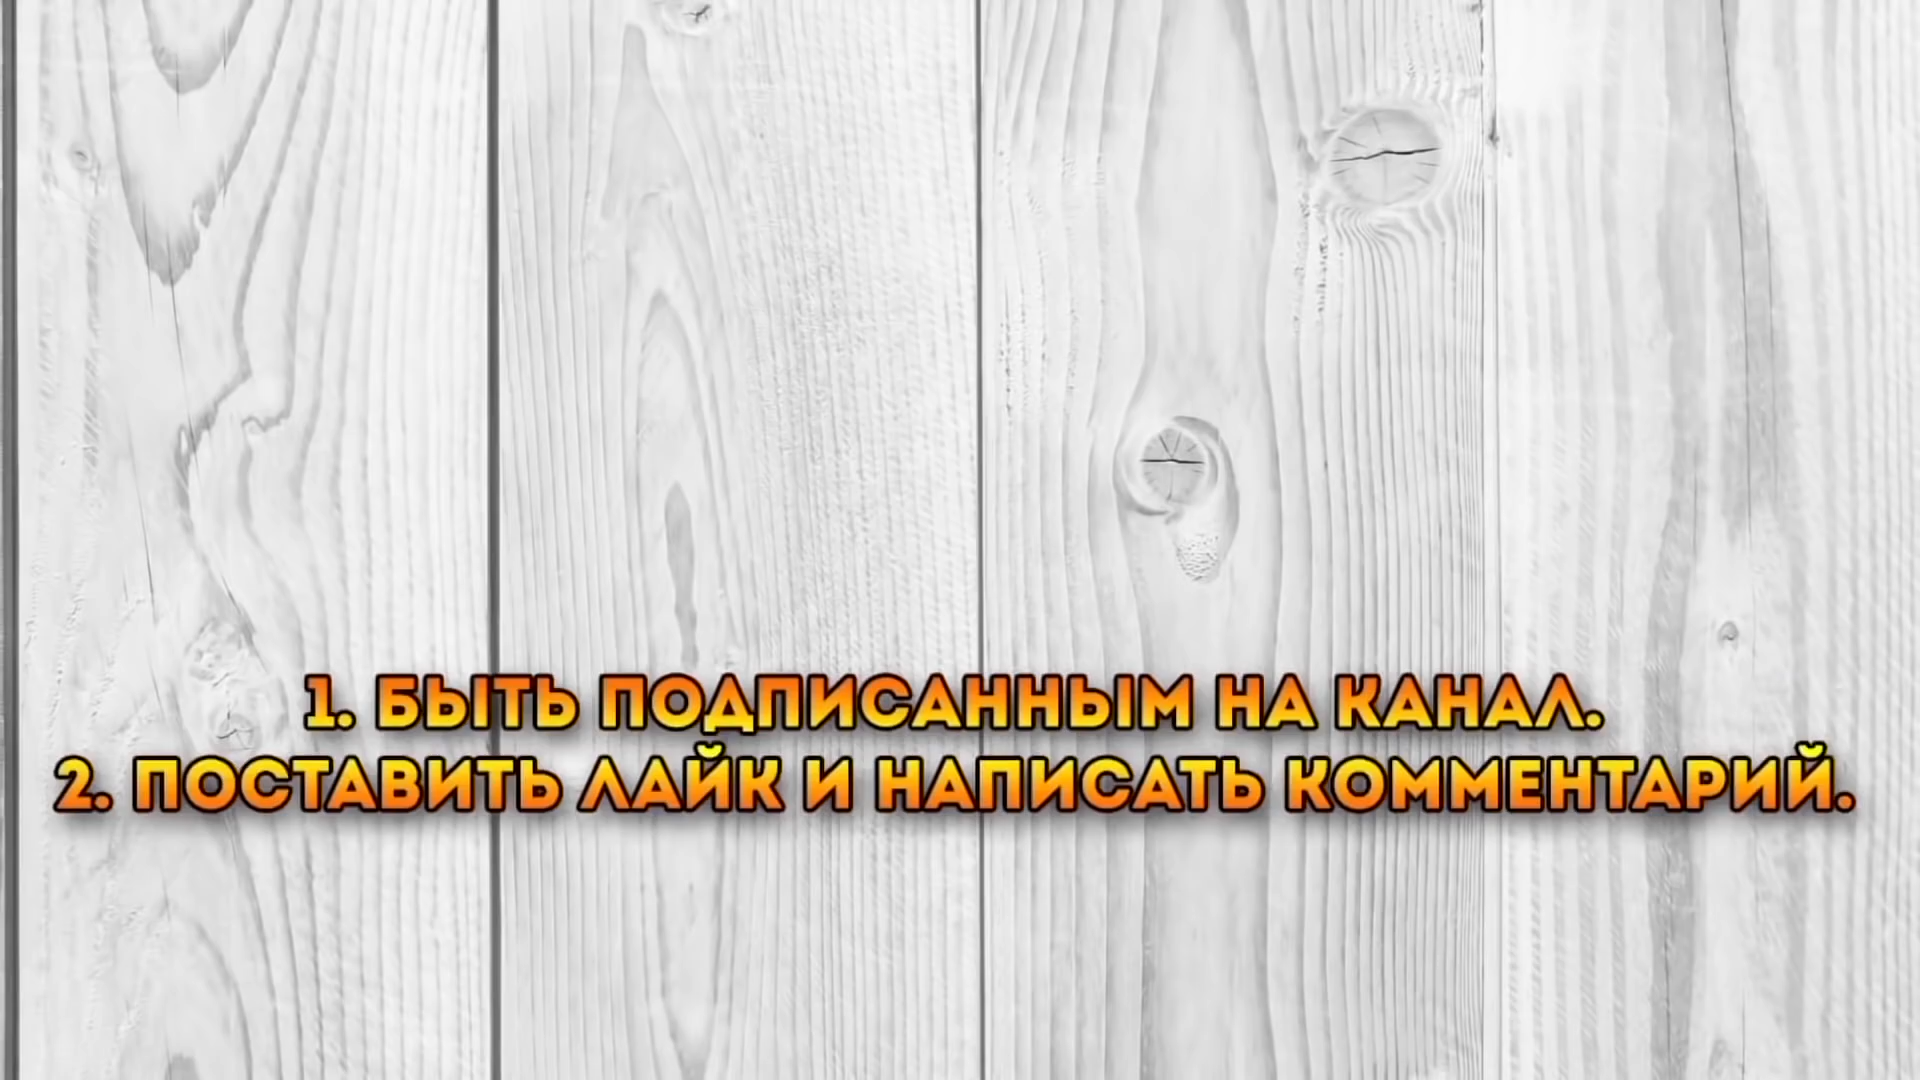 1. БЫТЬ ПОДПИСАННЫМ НА КАНАЛ.
2. ПОСТАВИТЬ ЛАЙК И НАПИСАТЬ КОММЕНТАРИЙ.